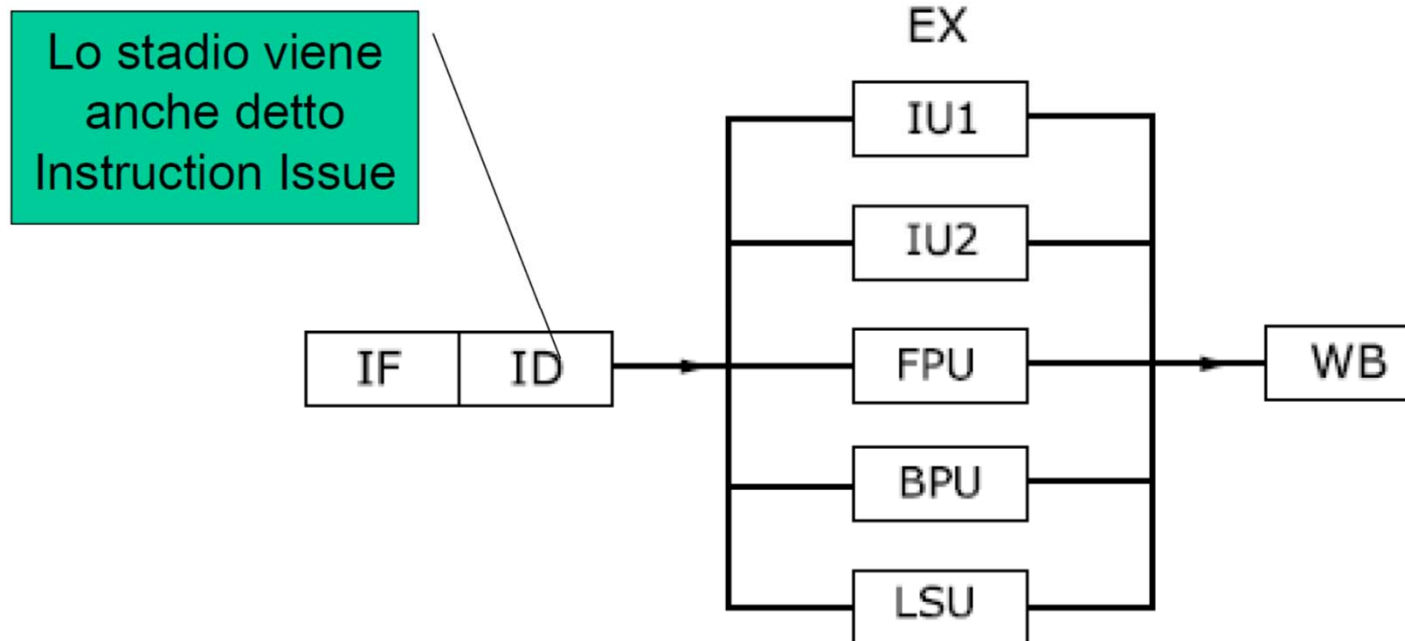 Lo stadio viene
anche detto
Instruction Issue
EX
IU1
IU2
IF ID
FPU
WB
BPU
LSU